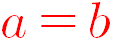 a = b